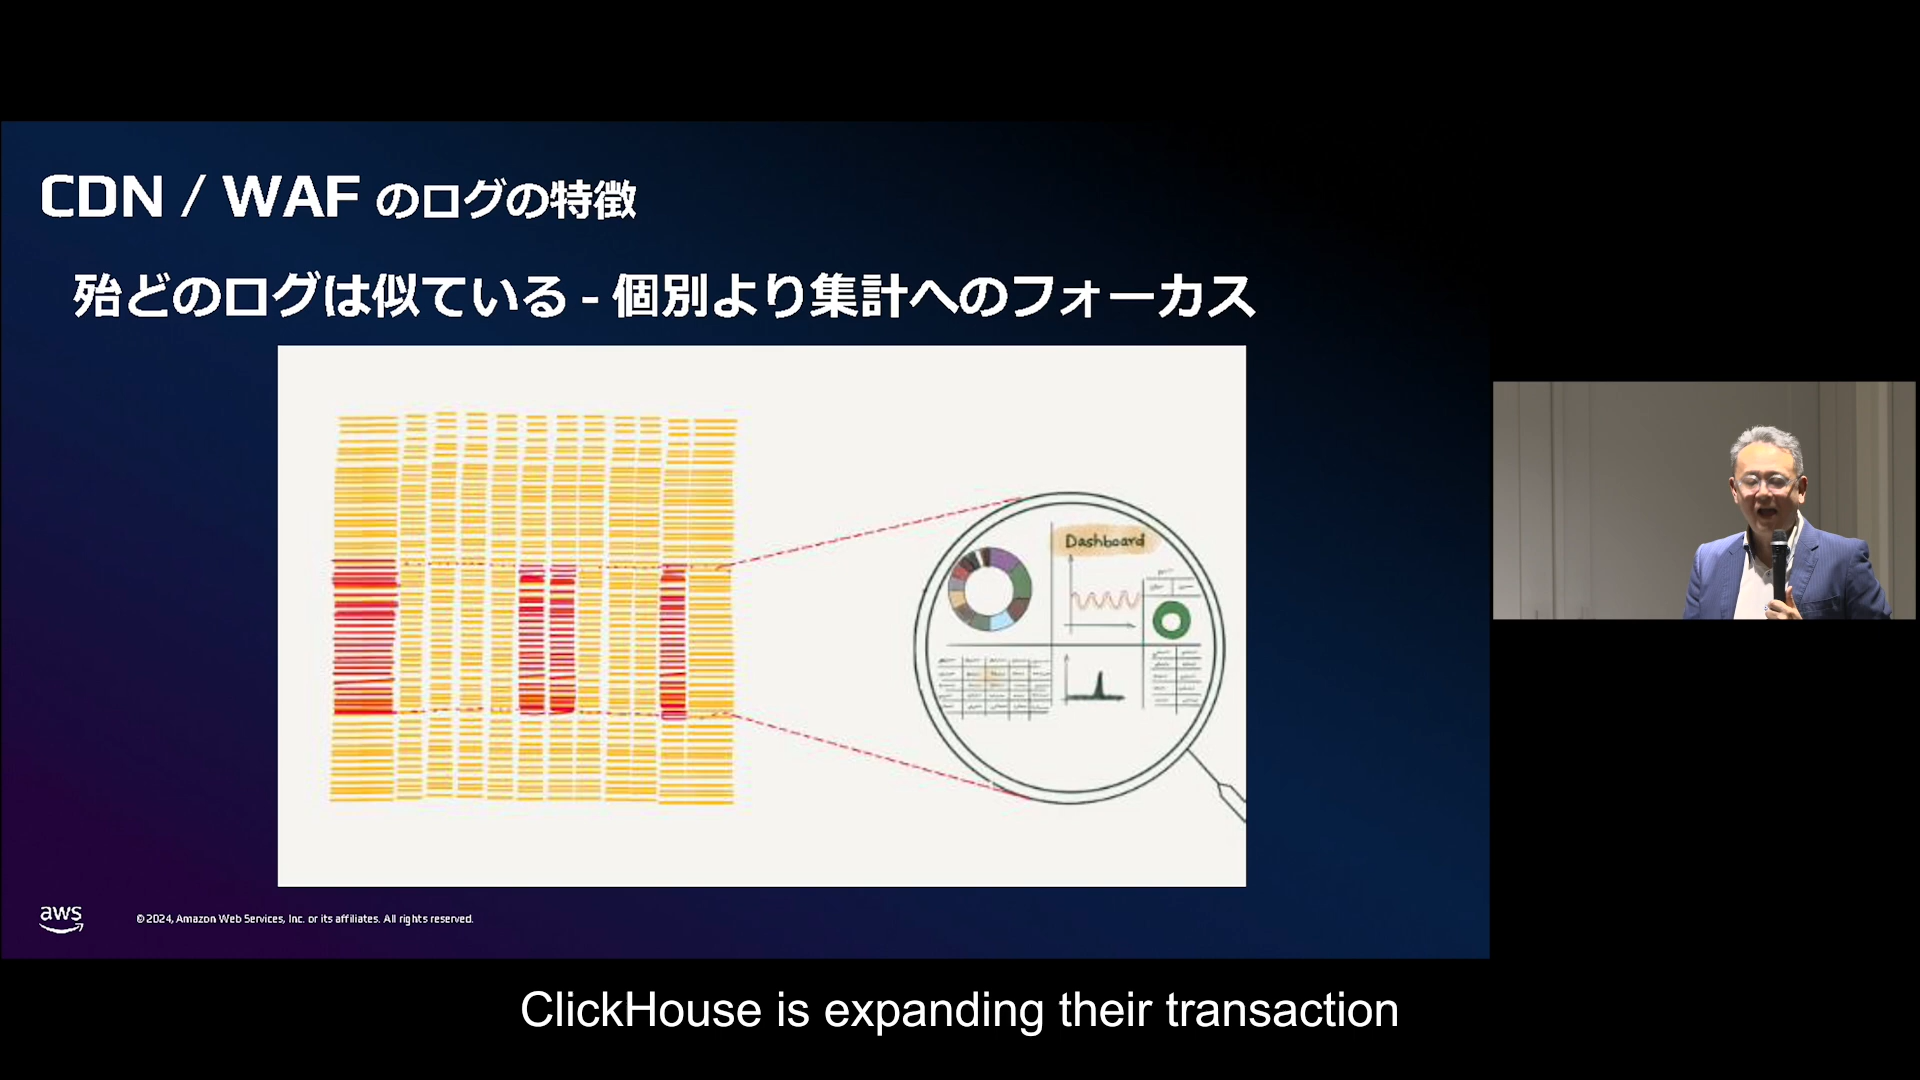 CDN / WAF のログの特徴
殆どのログは似ている - 個別より集計へのフォーカス
Dashboard
aws
© 2024, Amazon Web Services, Inc. or its affiliates. All rights reserved.
ClickHouse is expanding their transaction